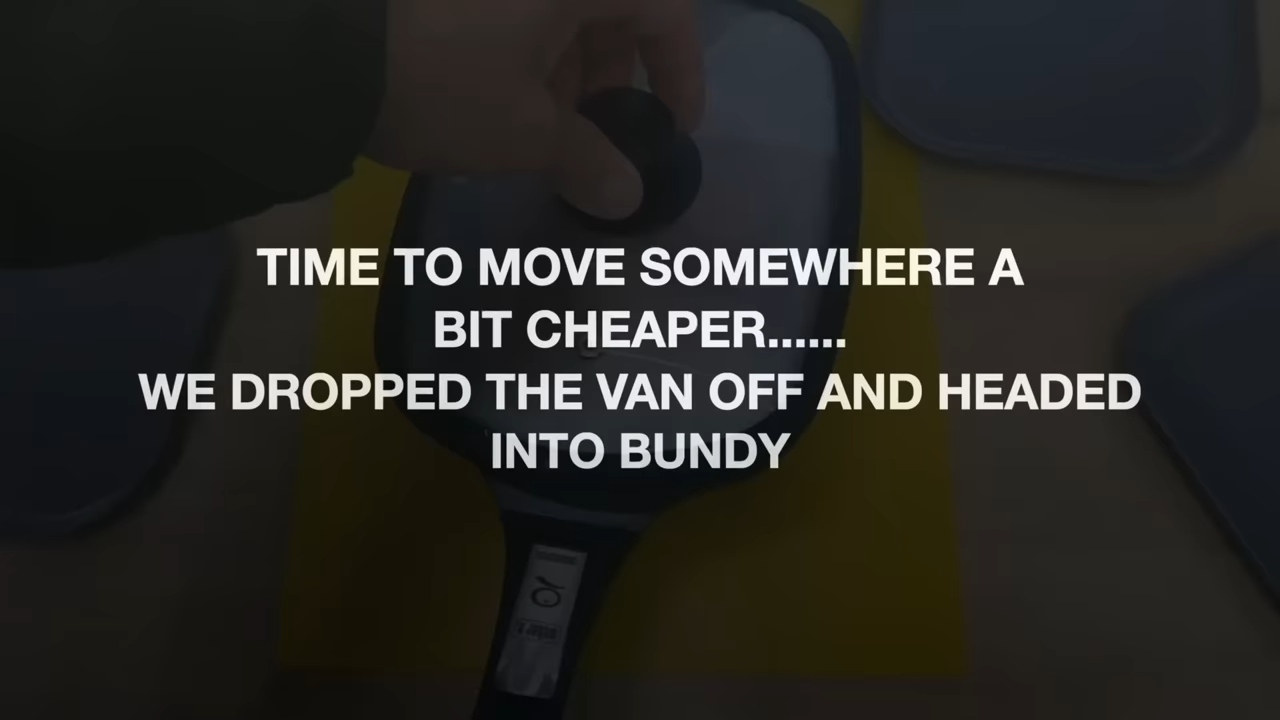 TIME TO MOVE SOMEWHERE A
BIT CHEAPER......
WE DROPPED THE VAN OFF AND HEADED
INTO BUNDY